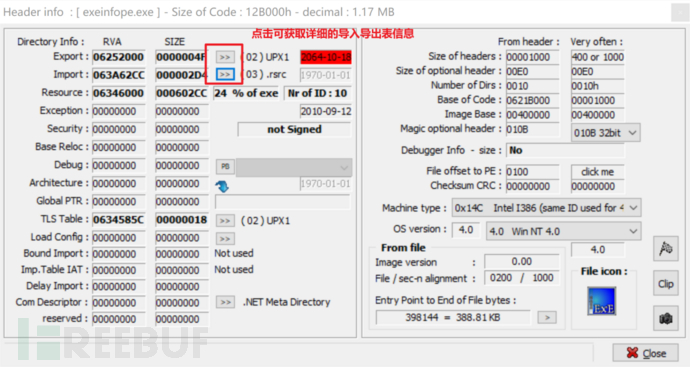 Header info : [ exeinfope.exe ] - Size of Code : 12B000h - decimal : 1.17 MB
点击可获取详细的导入导出表信息
Directory Info : RVA SIZE
Export : 06252000 0000004F >> ( 02 ) UPX1 2064-10-18
Import : 063A62CC 000002D4 >> ( 03 ) .rsrc 1970-01-01
Resource : 06346000 000602CC 24 % of exe Nr of ID : 10
Exception : 00000000 00000000 2010-09-12
Security : 00000000 00000000 not Signed
Base Reloc : 00000000 00000000
Debug : 00000000 00000000 PB
Architecture : 00000000 00000000 1970-01-01
Global PTR : 00000000 00000000
TLS Table : 0634585C 00000018 >> ( 02 ) UPX1
Load Config : 00000000 00000000 >>
Bound Import : 00000000 00000000 Not used
Imp.Table IAT : 00000000 00000000 Not used
Delay Import : 00000000 00000000
Com Descriptor : 00000000 00000000 >> .NET Meta Directory
reserved : 00000000 00000000
From header : Very often :
Size of headers : 00001000 400 or 1000
Size of optional header : 00E0 00E0
Number of Dirs : 0010 0010h
Base of Code : 0621B000 00001000
Image Base : 00400000 00400000
Magic optional header : 010B 010B 32bit
Debugger Info - size : No
File offset to PE : 0100 click me
Checksum CRC : 00000000 00000000
Machine type : 0x14C Intel I386 (same ID used for 4
OS version : 4.0 4.0 Win NT 4.0
From file 4.0
Image version : 0.00
File / sec-n alignment : 0200 / 1000
File icon :
ExE
Entry Point to End of File bytes :
398144 = 388.81 KB >
Clip
Close
FREEBUF